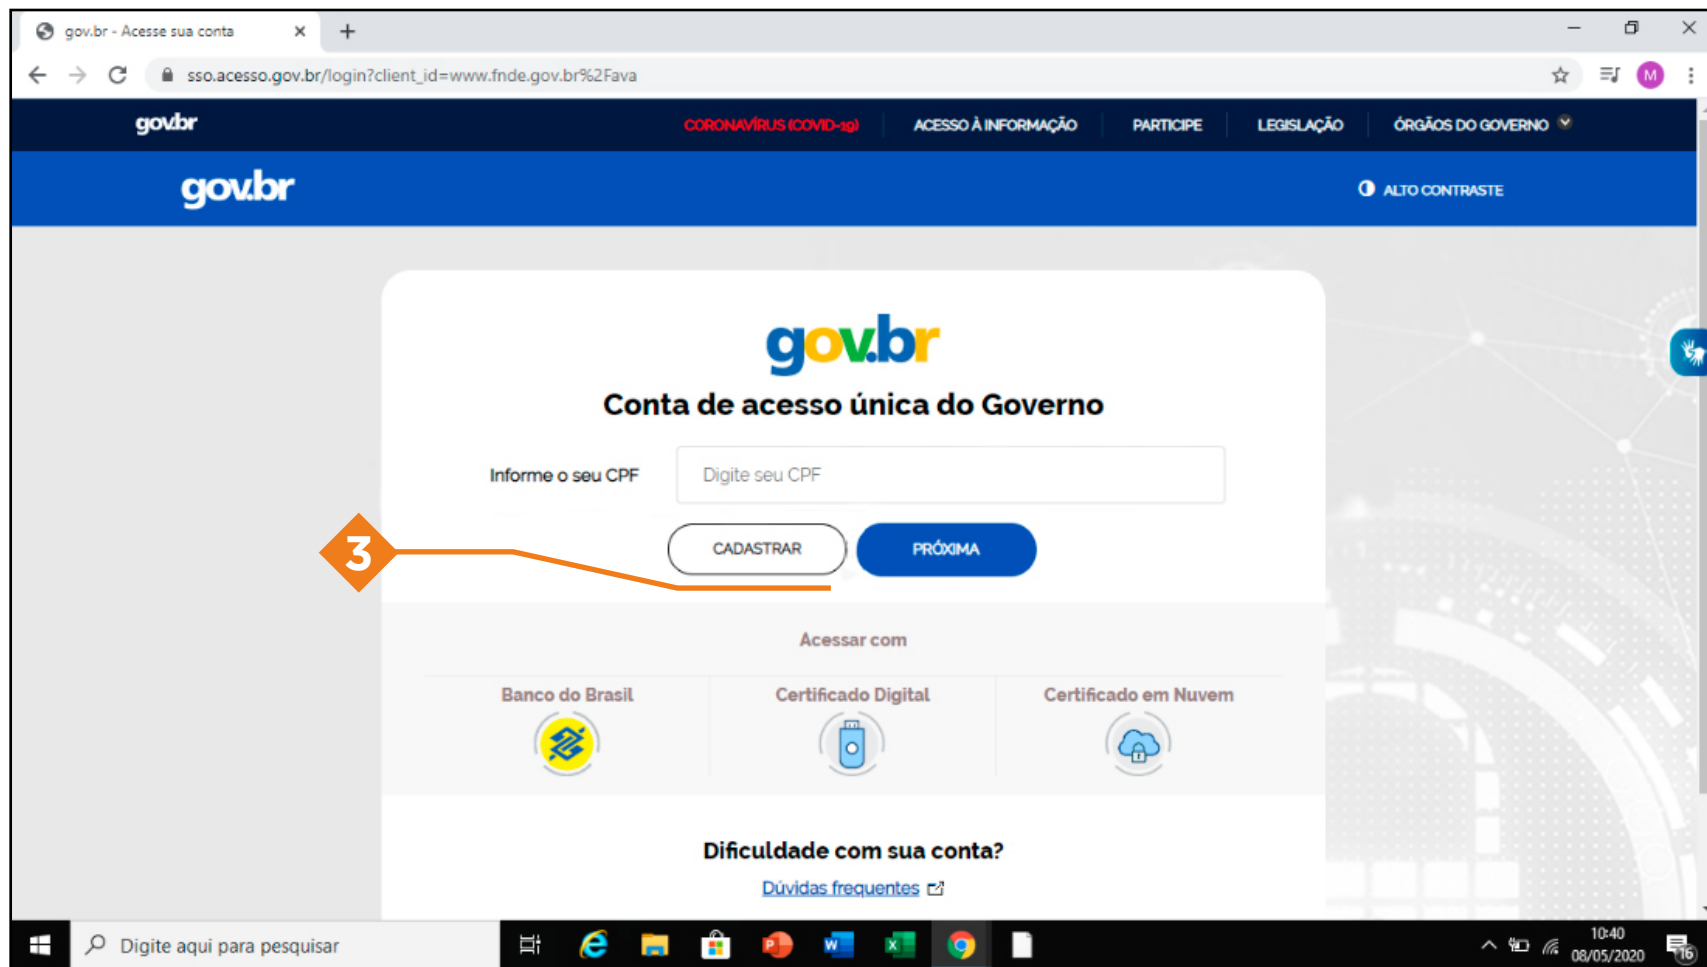 gov.br - Acesse sua conta
sso.acesso.gov.br/login?client_id=www.fnde.gov.br%2Fava
M
gov.br
CORONAVÍRUS (COVID-19)
ACESSO À INFORMAÇÃO
PARTICIPE
LEGISLAÇÃO
ÓRGÃOS DO GOVERNO
gov.br
ALTO CONTRASTE
gov.br
Conta de acesso única do Governo
Informe o seu CPF
Digite seu CPF
3
CADASTRAR
PRÓXIMA
Acessar com
Banco do Brasil
Certificado Digital
Certificado em Nuvem
Dificuldade com sua conta?
Dúvidas frequentes
Digite aqui para pesquisar
10:40
08/05/2020
16